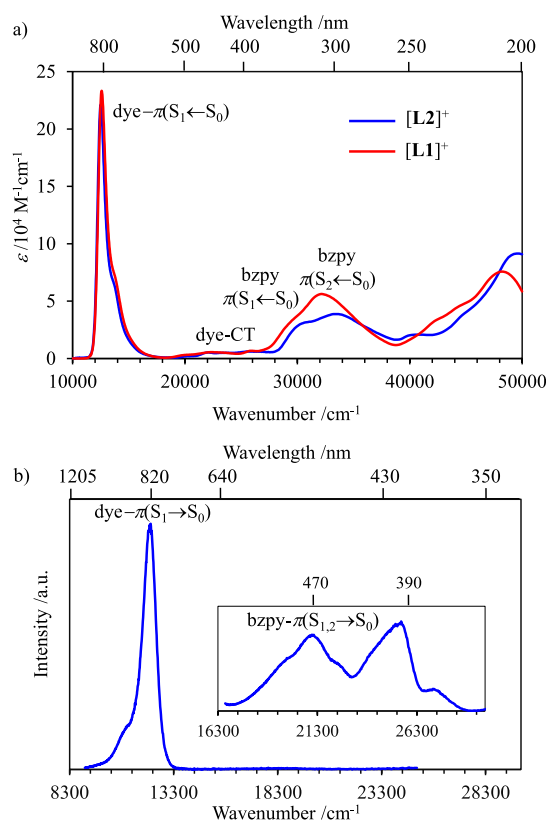 a)
Wavelength/nm
800 500 400 300 250 200
25
20
15
10
5
0
ε /10⁴ M⁻¹cm⁻¹
dye−π(S₁←S₀)
[L2]⁺
[L1]⁺
bzpy
π(S₂←S₀)
bzpy
π(S₁←S₀)
dye-CT
10000 20000 30000 40000 50000
Wavenumber /cm⁻¹
b)
Wavelength/nm
1205 820 640 430 350
dye−π(S₁→S₀)
Intensity /a.u.
470 390
bzpy-π(S₁,₂→S₀)
16300 21300 26300
8300 13300 18300 23300 28300
Wavenumber /cm⁻¹